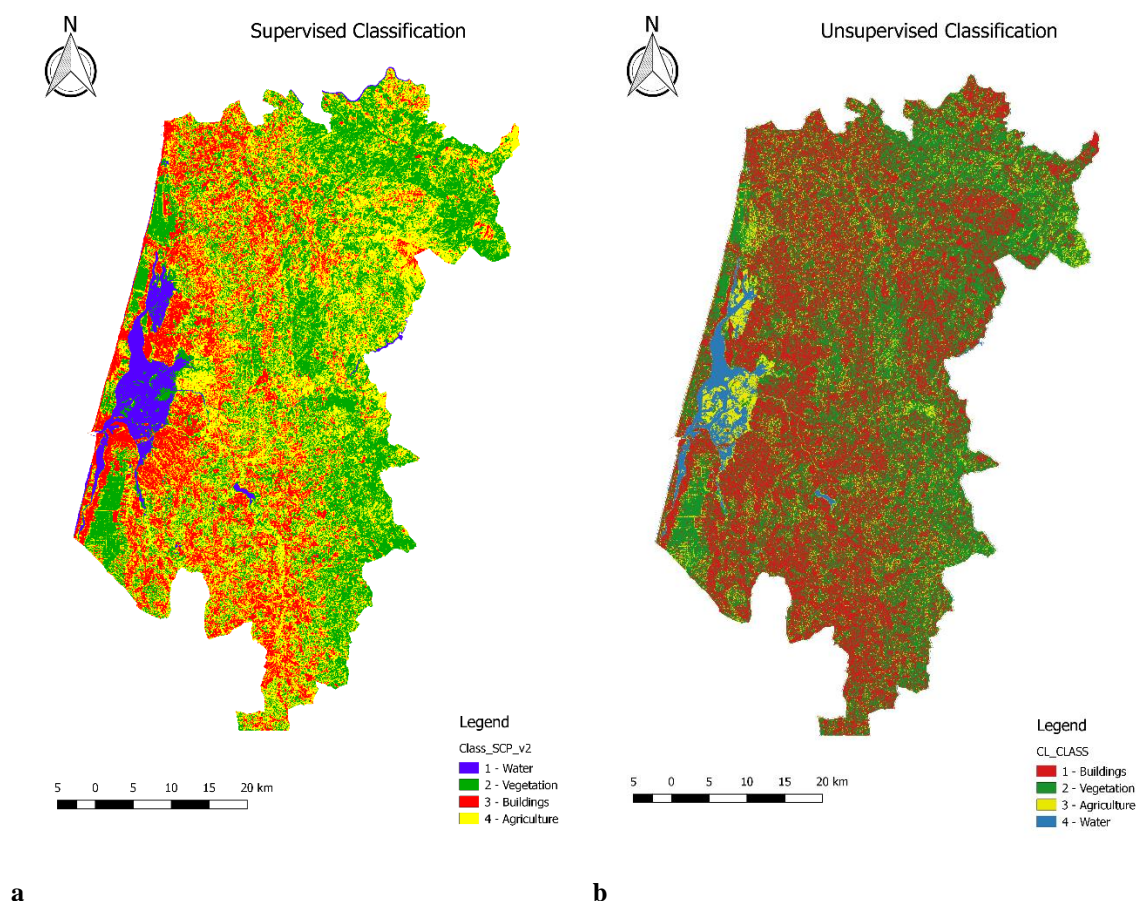 N
Supervised Classification
Legend
Class_SCP_v2
1 - Water
2 - Vegetation
3 - Buildings
4 - Agriculture
5 0 5 10 15 20 km
a
N
Unsupervised Classification
Legend
CL_CLASS
1 - Buildings
2 - Vegetation
3 - Agriculture
4 - Water
5 0 5 10 15 20 km
b